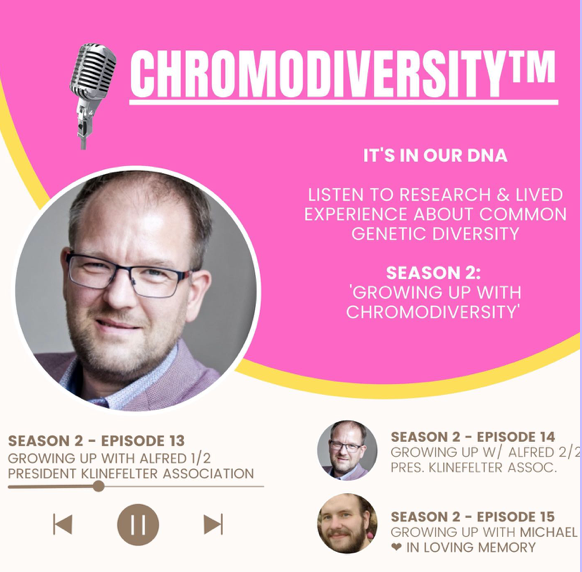 CHROMODIVERSITY™
IT'S IN OUR DNA
LISTEN TO RESEARCH & LIVED
EXPERIENCE ABOUT COMMON
GENETIC DIVERSITY
SEASON 2:
'GROWING UP WITH
CHROMODIVERSITY'
SEASON 2 - EPISODE 13
GROWING UP WITH ALFRED 1/2
PRESIDENT KLINEFELTER ASSOCIATION
SEASON 2 - EPISODE 14
GROWING UP W/ ALFRED 2/2
PRES. KLINEFELTER ASSOC.
SEASON 2 - EPISODE 15
GROWING UP WITH MICHAEL
❤ IN LOVING MEMORY